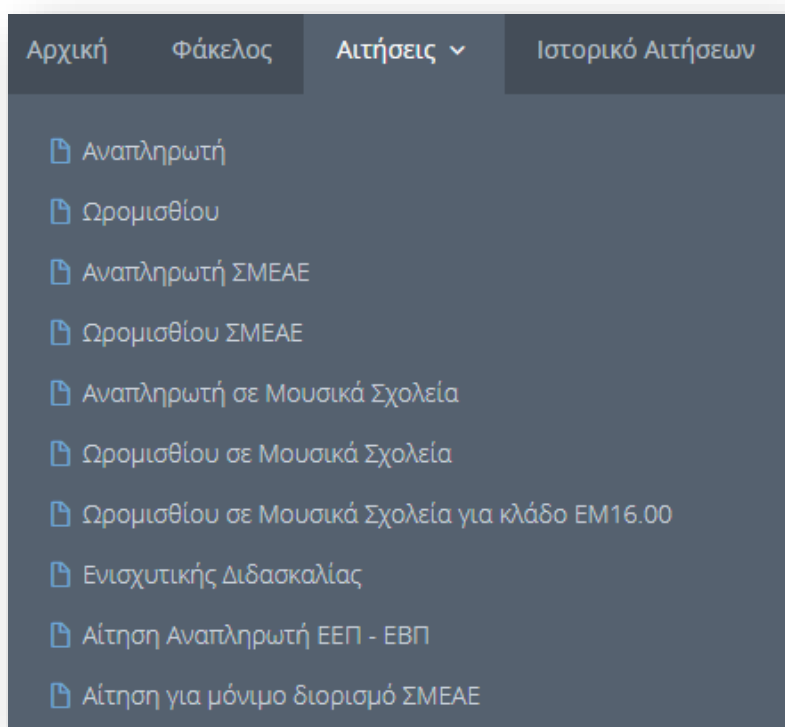 Αρχική Φάκελος Αιτήσεις Ιστορικό Αιτήσεων
Αναπληρωτή
Ωρομισθίου
Αναπληρωτή ΣΜΕΑΕ
Ωρομισθίου ΣΜΕΑΕ
Αναπληρωτή σε Μουσικά Σχολεία
Ωρομισθίου σε Μουσικά Σχολεία
Ωρομισθίου σε Μουσικά Σχολεία για κλάδο ΕΜ16.00
Ενισχυτικής Διδασκαλίας
Αίτηση Αναπληρωτή ΕΕΠ - ΕΒΠ
Αίτηση για μόνιμο διορισμό ΣΜΕΑΕ